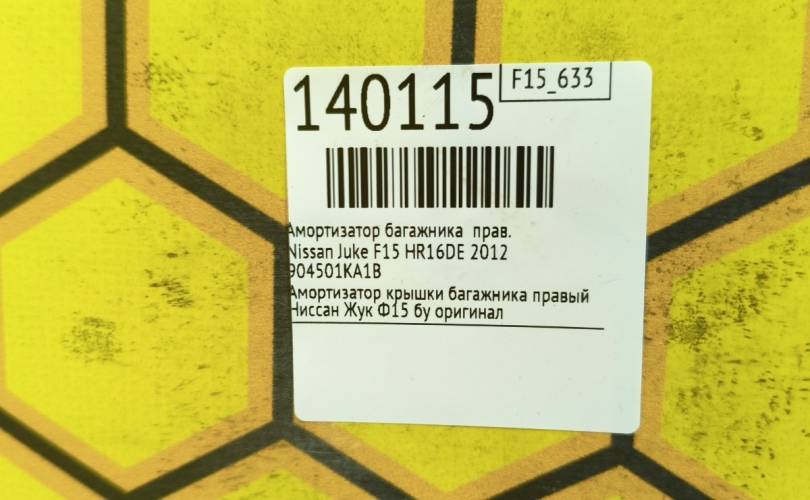 140115
F15_633
Амортизатор багажника прав.
Nissan Juke F15 HR16DE 2012
904501KA1B
Амортизатор крышки багажника правый
Ниссан Жук Ф15 бу оригинал